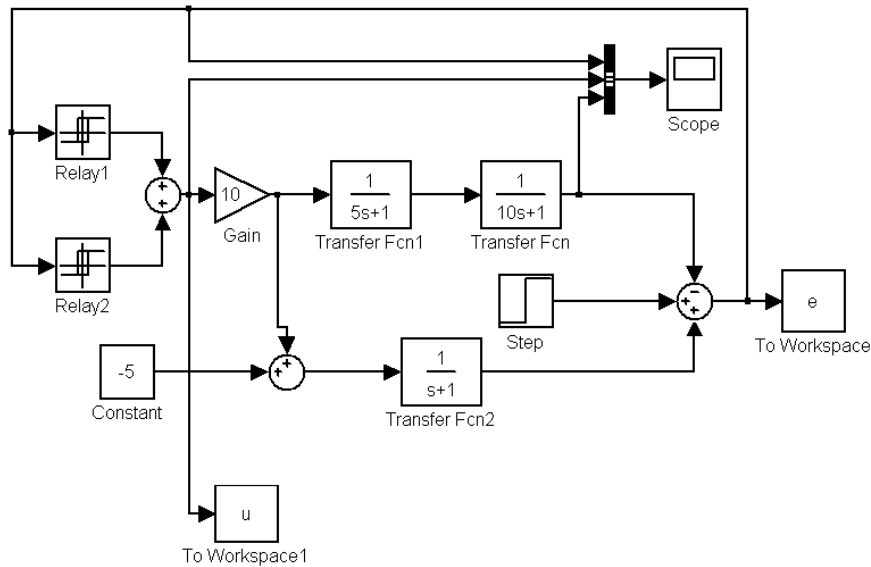 Scope
Relay1
+
+
10
Gain
1
5s+1
Transfer Fcn1
1
10s+1
Transfer Fcn
Relay2
Step
-
+
+
e
To Workspace
-5
Constant
+
+
1
s+1
Transfer Fcn2
u
To Workspace1